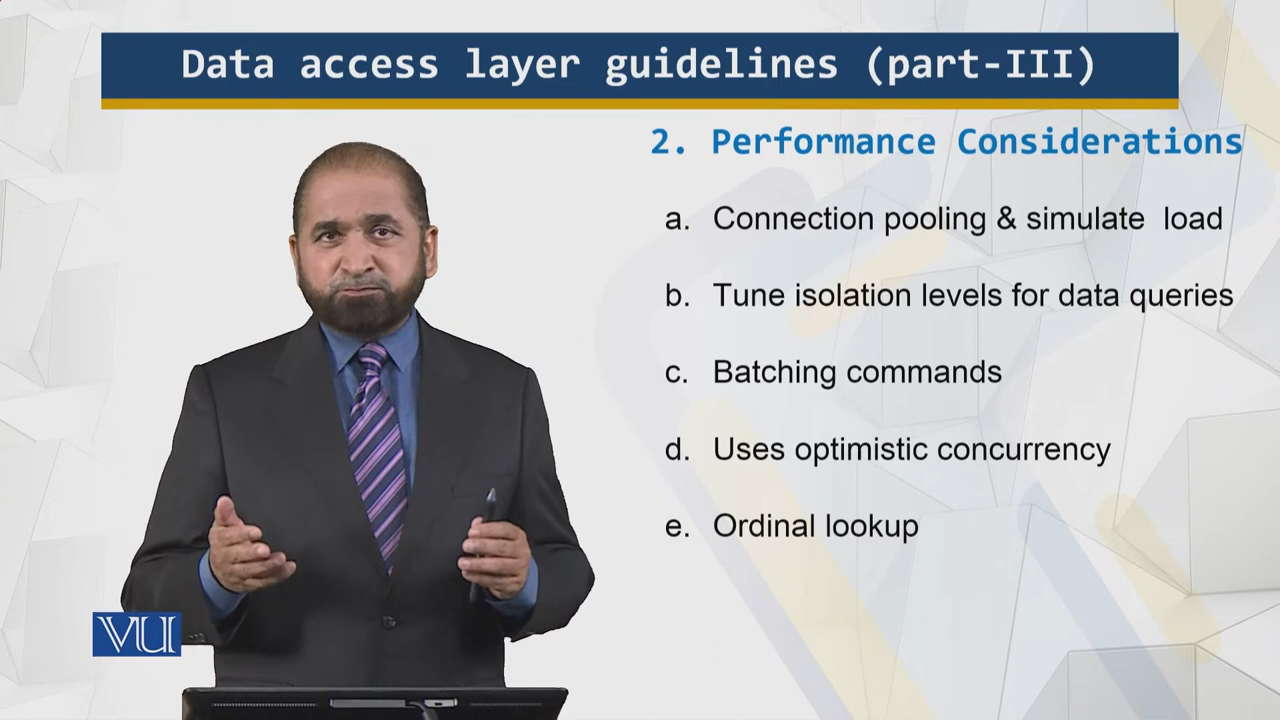 Data access layer guidelines (part-III)
2. Performance Considerations
a. Connection pooling & simulate load
b. Tune isolation levels for data queries
c. Batching commands
d. Uses optimistic concurrency
e. Ordinal lookup
VU